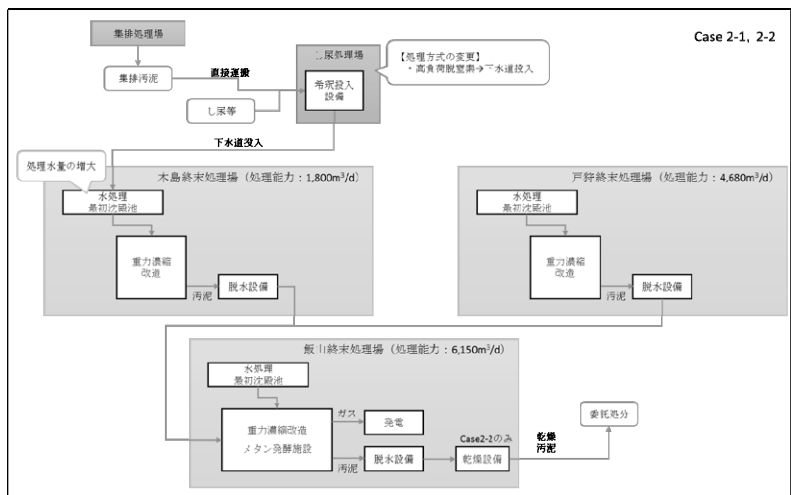 Case 2-1, 2-2
集排処理場
し尿処理場
【処理方式の変更】
・高負荷脱窒素→下水道投入
集排汚泥
直接運搬
希釈投入
設備
し尿等
下水道投入
処理水量の増大
木島終末処理場（処理能力：1,800m³/d）
水処理
最初沈殿池
重力濃縮
改造
汚泥
脱水設備
戸狩終末処理場（処理能力：4,680m³/d）
水処理
最初沈殿池
重力濃縮
改造
汚泥
脱水設備
飯山終末処理場（処理能力：6,150m³/d）
水処理
最初沈殿池
重力濃縮改造
メタン発酵施設
ガス
発電
汚泥
脱水設備
Case2-2のみ
乾燥設備
乾燥
汚泥
委託処分